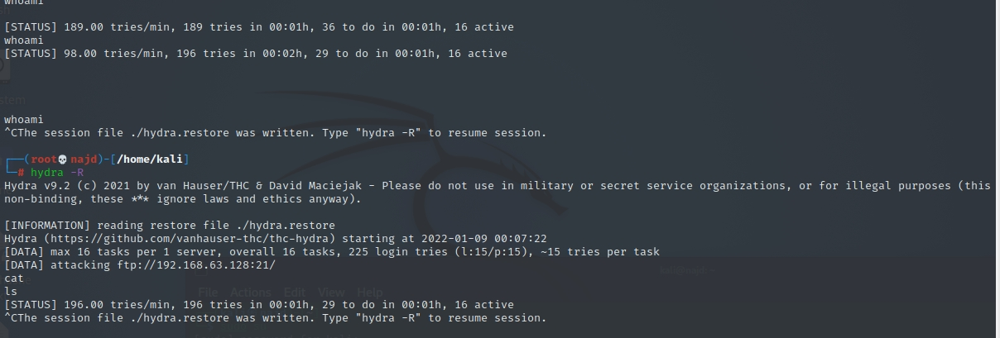 whoami
[STATUS] 189.00 tries/min, 189 tries in 00:01h, 36 to do in 00:01h, 16 active
whoami
[STATUS] 98.00 tries/min, 196 tries in 00:02h, 29 to do in 00:01h, 16 active
stem
whoami
^CThe session file ./hydra.restore was written. Type "hydra -R" to resume session.
┌──(root💀najd)-[/home/kali]
└─# hydra -R
Hydra v9.2 (c) 2021 by van Hauser/THC & David Maciejak - Please do not use in military or secret service organizations, or for illegal purposes (this
non-binding, these *** ignore laws and ethics anyway).
[INFORMATION] reading restore file ./hydra.restore
Hydra (https://github.com/vanhauser-thc/thc-hydra) starting at 2022-01-09 00:07:22
[DATA] max 16 tasks per 1 server, overall 16 tasks, 225 login tries (l:15/p:15), ~15 tries per task
[DATA] attacking ftp://192.168.63.128:21/
cat
ls
File Actions Edit View Help
[STATUS] 196.00 tries/min, 196 tries in 00:01h, 29 to do in 00:01h, 16 active
^CThe session file ./hydra.restore was written. Type "hydra -R" to resume session.